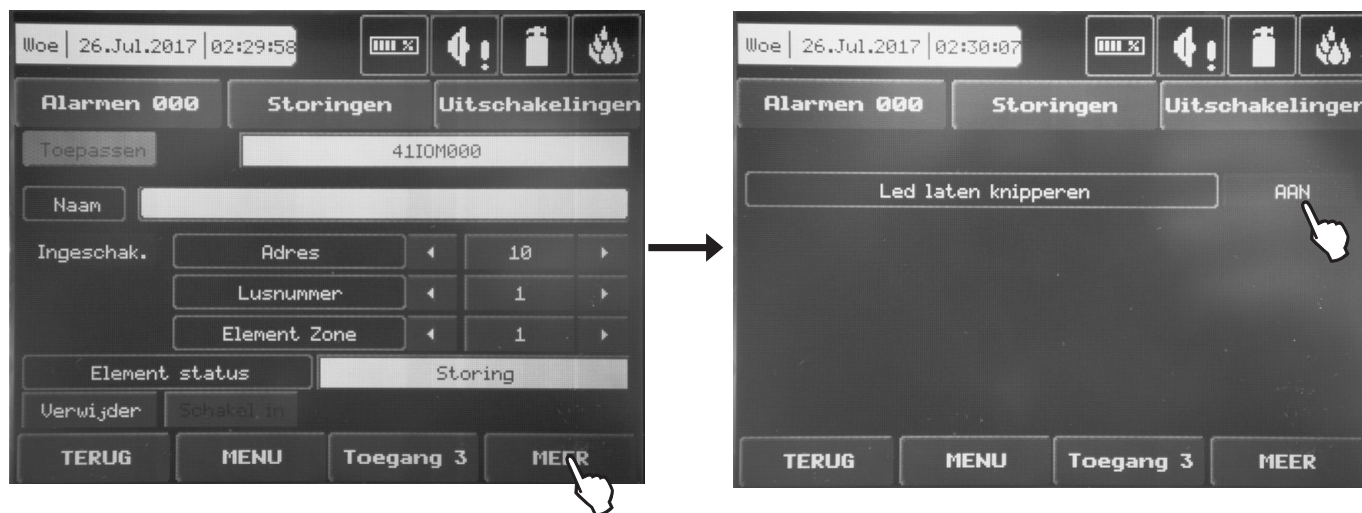 Woe 26.Jul.2017 02:29:58
Alarmen 000 Storingen Uitschakelingen
Toepassen 41IOM000
Naam
Ingeschak. Adres 10
Lusnummer 1
Element Zone 1
Element status Storing
Verwijder Schakel in
TERUG MENU Toegang 3 MEER
Woe 26.Jul.2017 02:30:07
Alarmen 000 Storingen Uitschakelingen
Led laten knipperen AAN
TERUG MENU Toegang 3 MEER